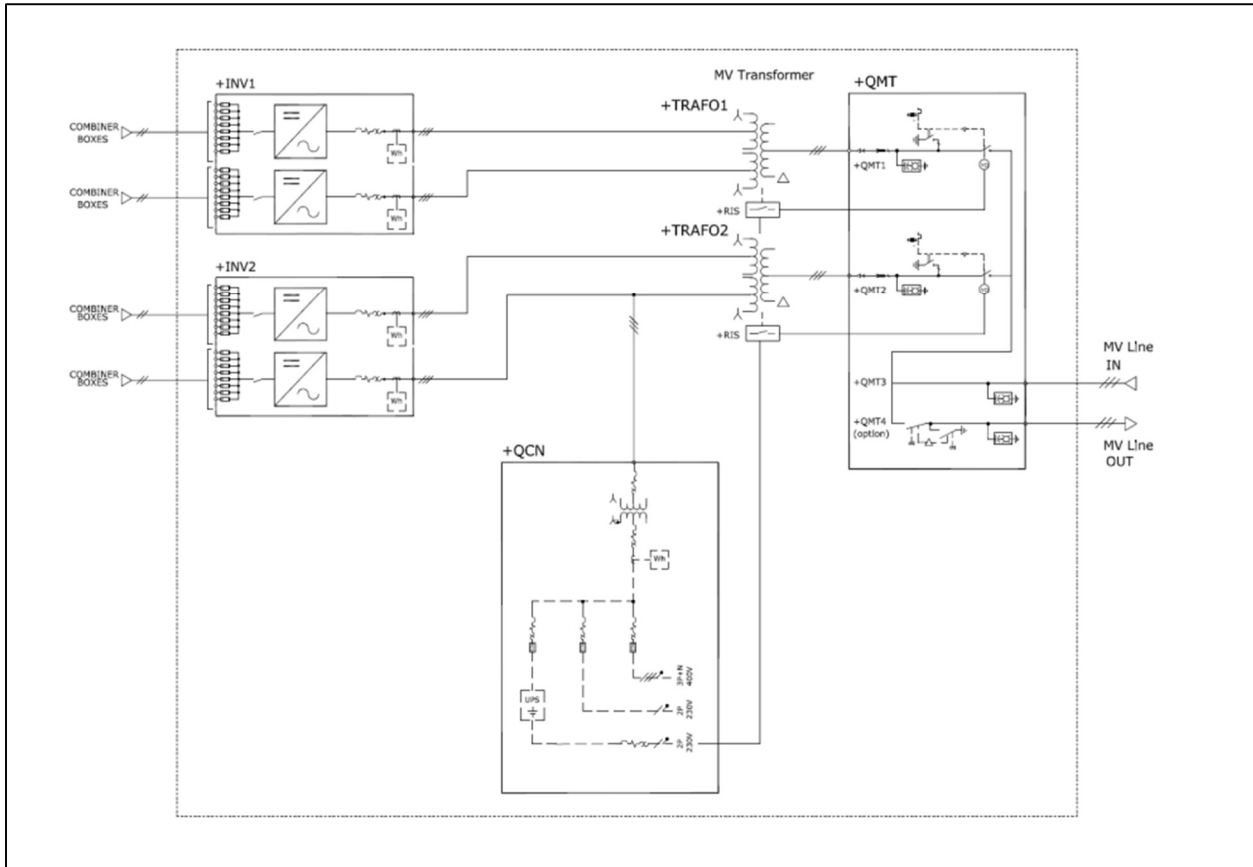 +INV1
MV Transformer
+QMT
+TRAFO1
COMBINER
BOXES
Wh
+QMT1
COMBINER
BOXES
Wh
+RIS
+TRAFO2
+INV2
+QMT2
COMBINER
BOXES
Wh
+RIS
MV Line
IN
COMBINER
BOXES
+QMT3
Wh
+QMT4
(option)
MV Line
OUT
+QCN
Wh
3P+N
400V
UPS
2P
230V
2P
230V